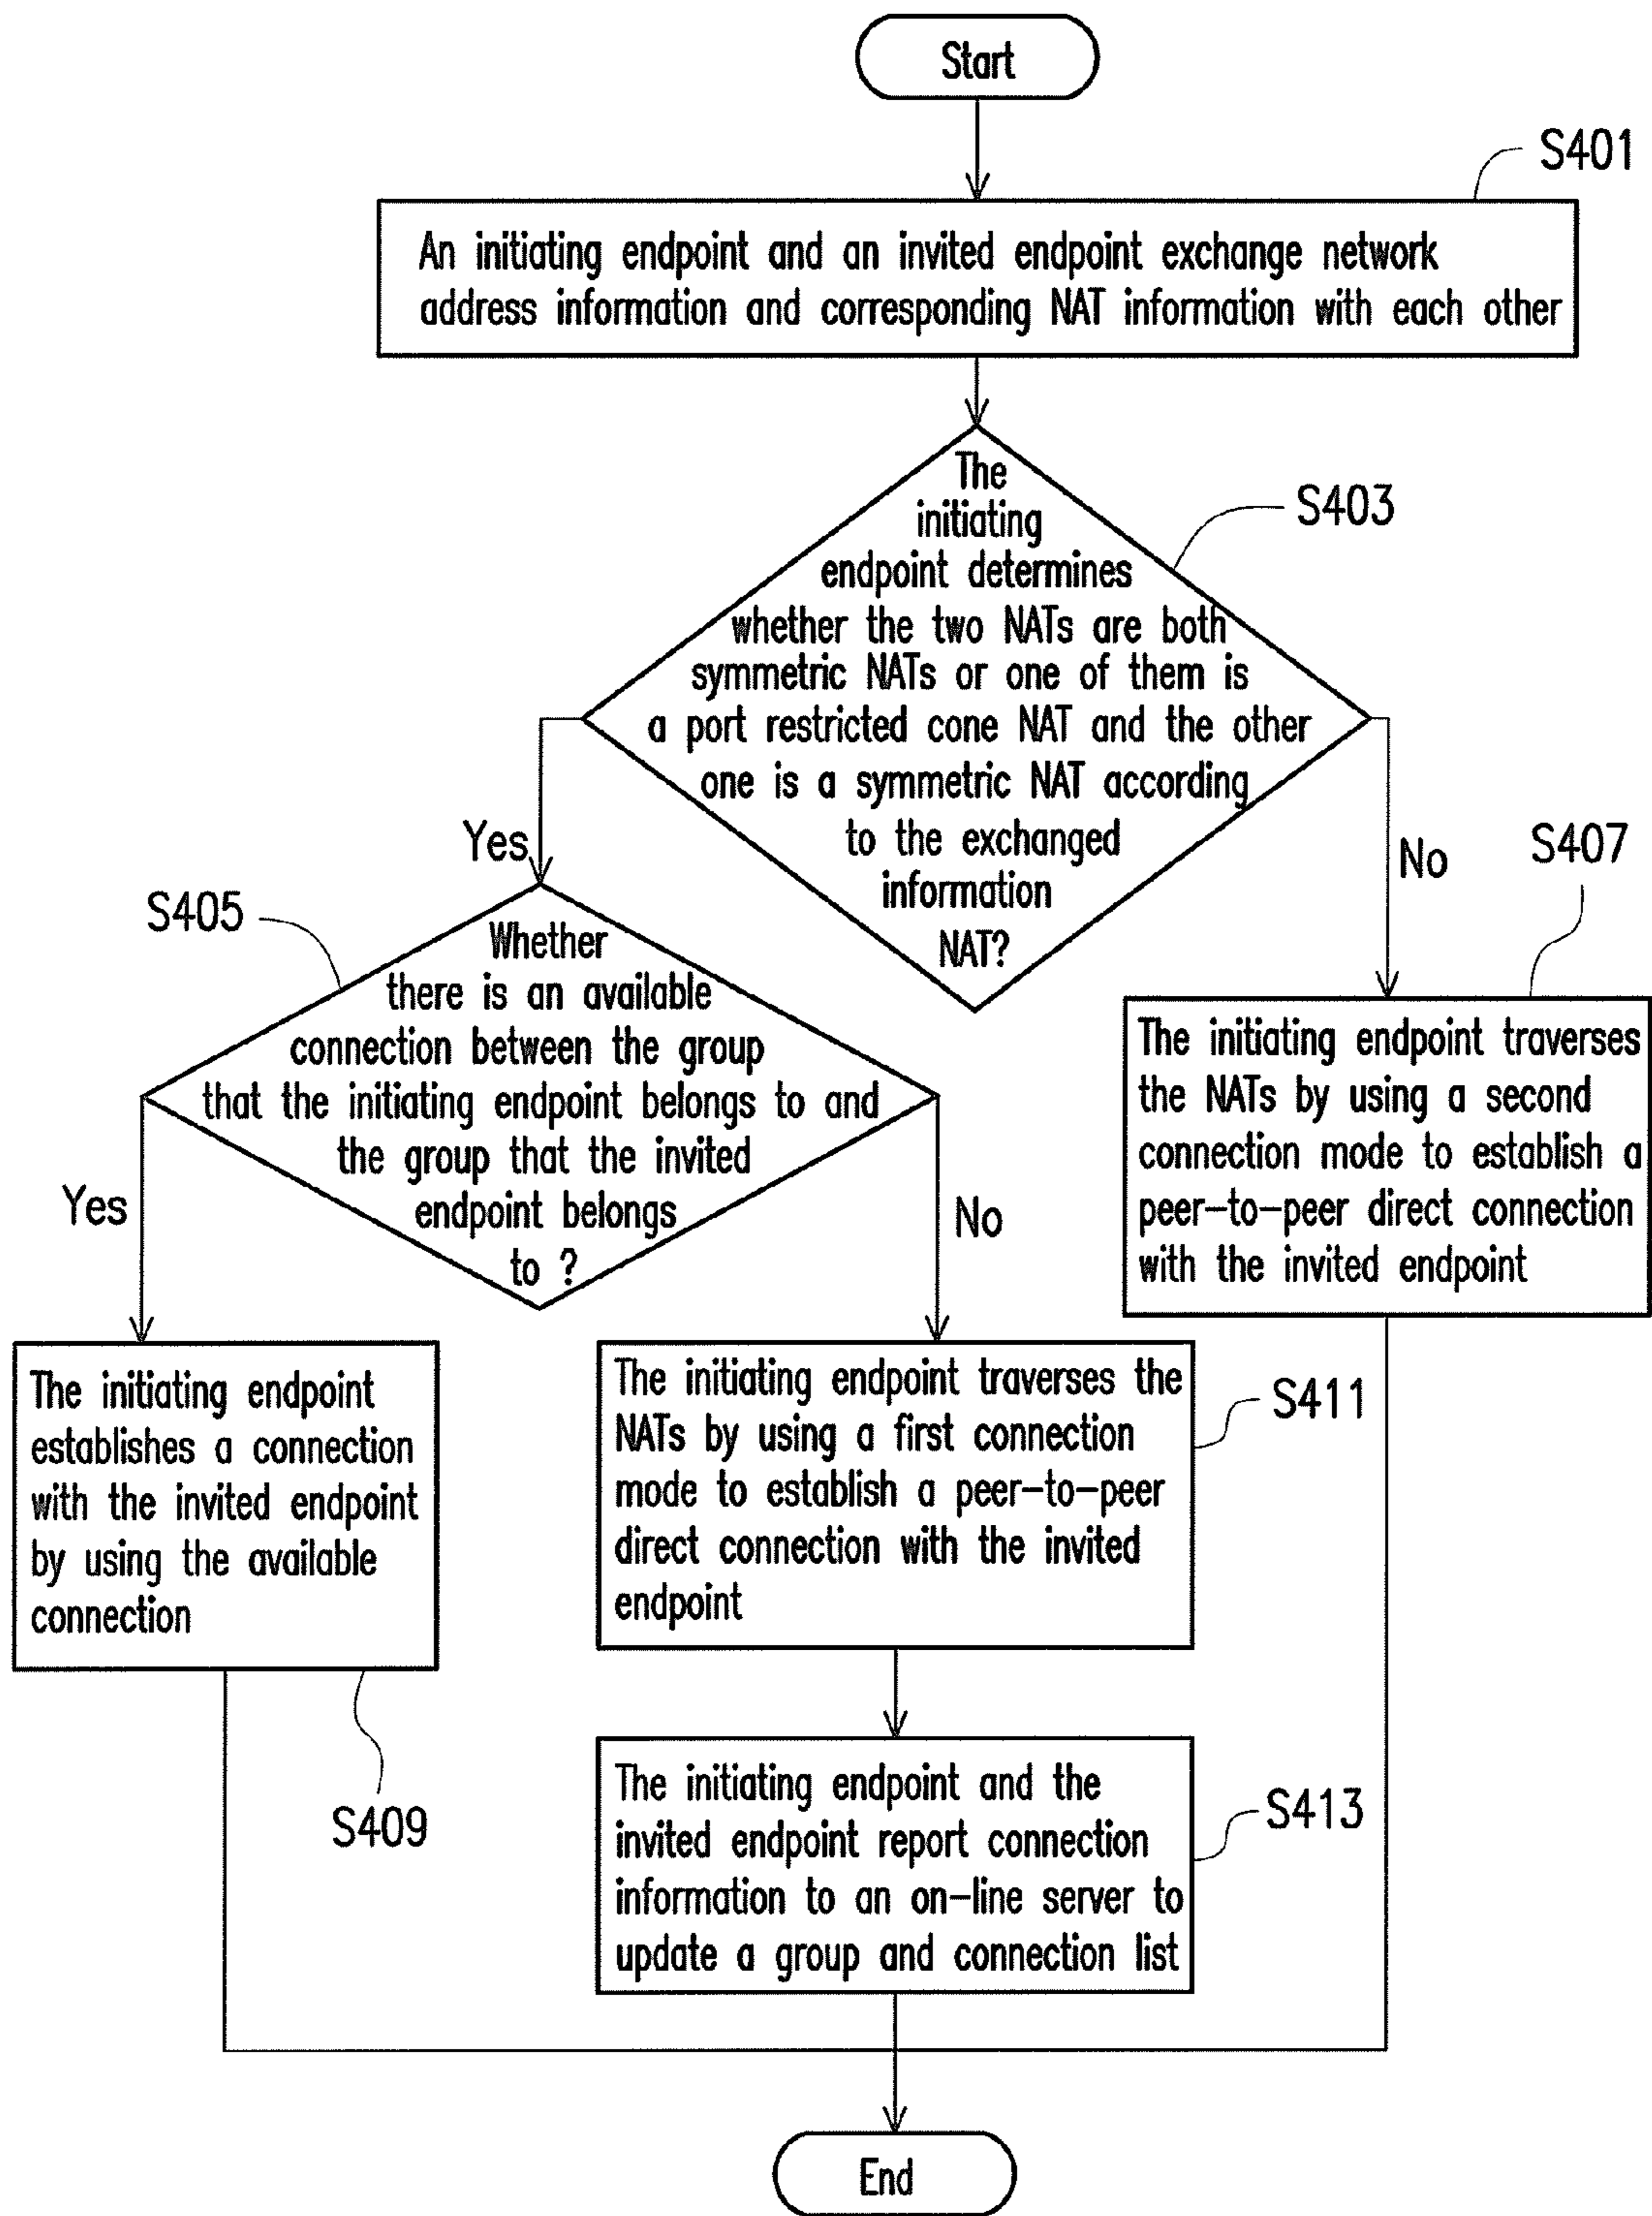 Start
S401
An initiating endpoint and an invited endpoint exchange network
address information and corresponding NAT information with each other
S403
The
initiating
endpoint determines
whether the two NATs are both
symmetric NATs or one of them is
a port restricted cone NAT and the other
one is a symmetric NAT according
to the exchanged
information
NAT?
Yes
No
S405
Whether
there is an available
connection between the group
that the initiating endpoint belongs to and
the group that the invited
endpoint belongs
to ?
Yes
No
S407
The initiating endpoint traverses
the NATs by using a second
connection mode to establish a
peer-to-peer direct connection
with the invited endpoint
The initiating endpoint
establishes a connection
with the invited endpoint
by using the available
connection
S409
The initiating endpoint traverses the
NATs by using a first connection
mode to establish a peer-to-peer
direct connection with the invited
endpoint
S411
The initiating endpoint and the
invited endpoint report connection
information to an on-line server to
update a group and connection list
S413
End